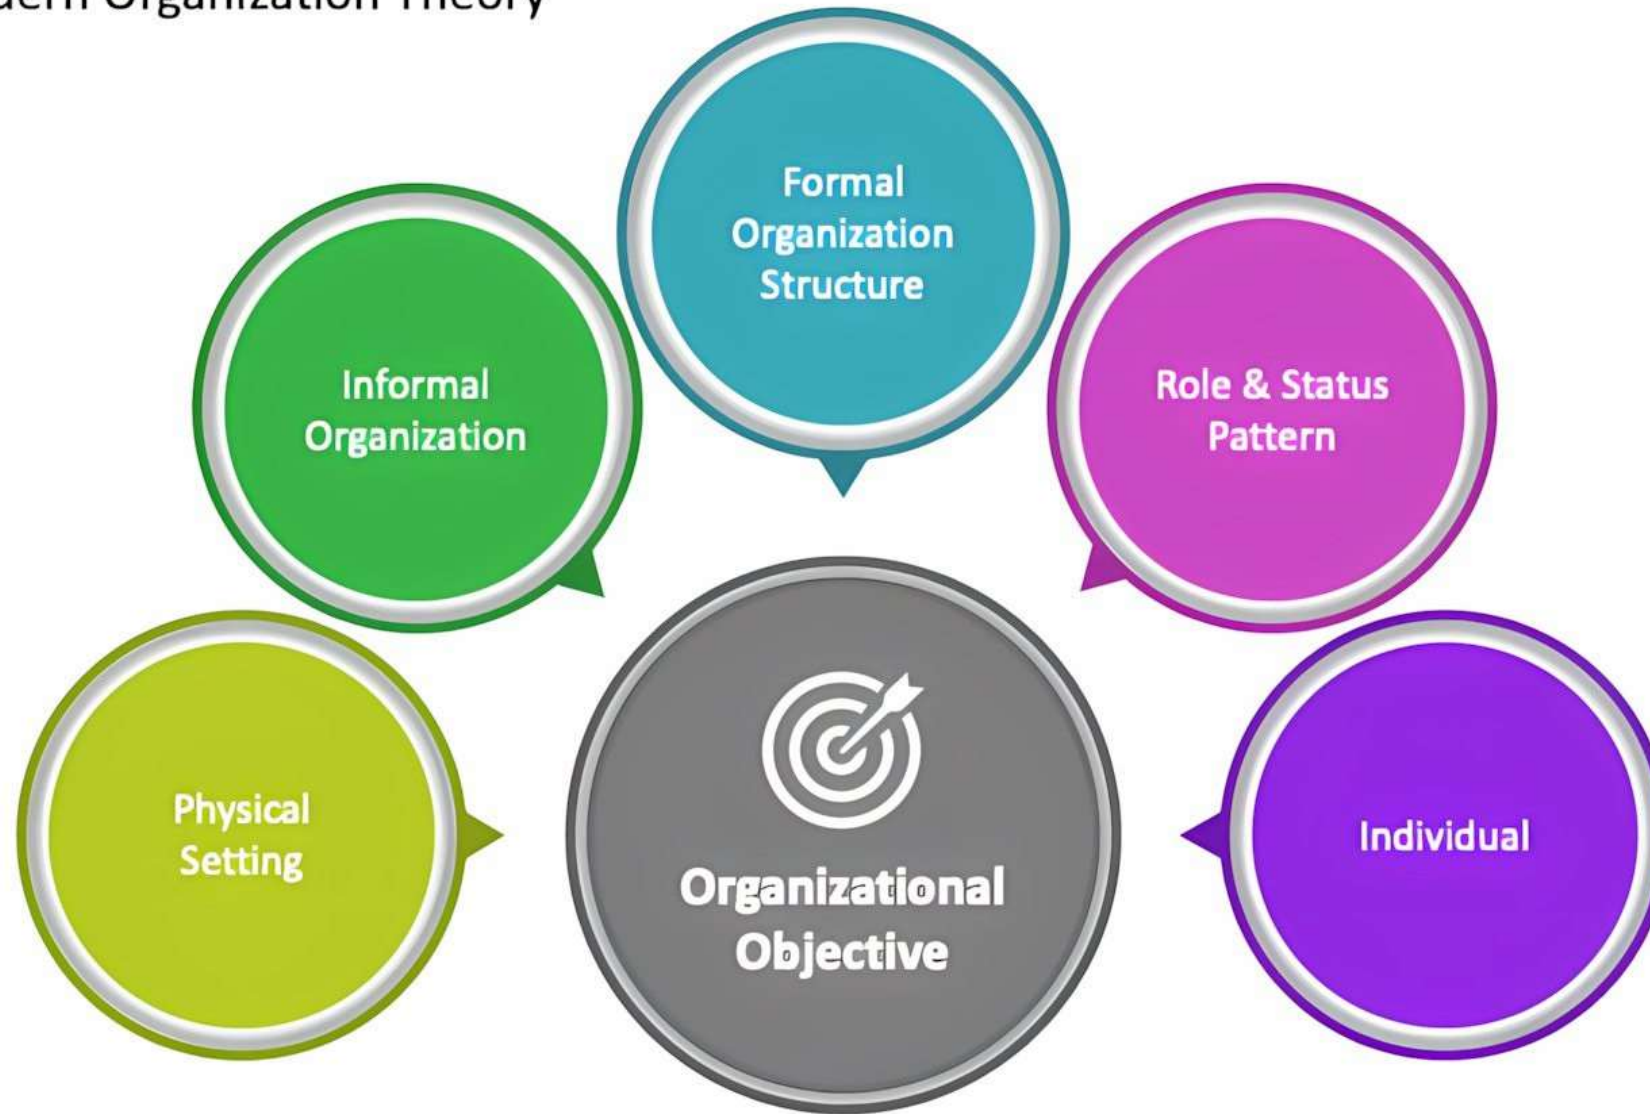 Organization Theory
Formal
Organization
Structure
Informal
Organization
Role & Status
Pattern
Physical
Setting
Individual
Organizational
Objective